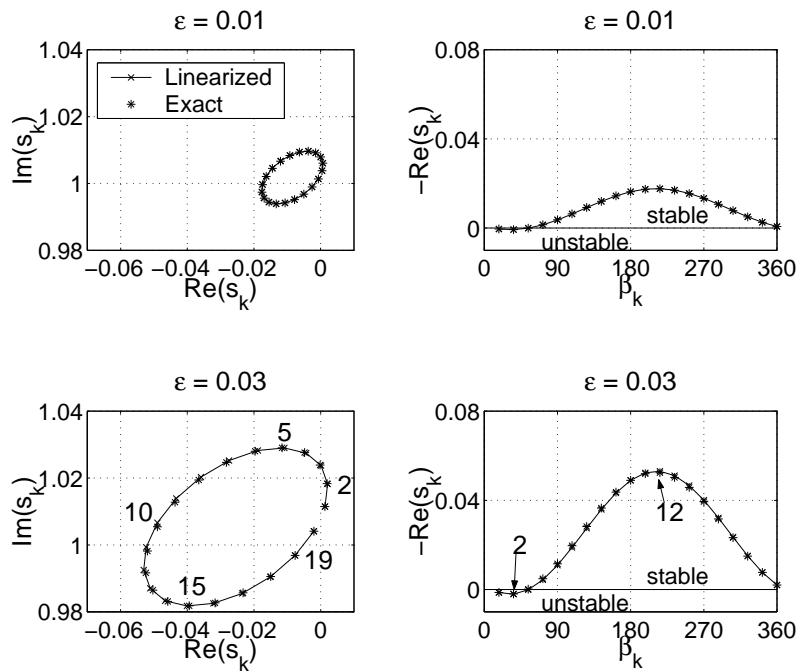 ε = 0.01
1.04
1.02
1
0.98
Im(s_k)
Linearized
Exact
−0.06 −0.04 −0.02 0
Re(s_k)
ε = 0.01
0.08
0.04
0
−Re(s_k)
stable
unstable
0 90 180 270 360
β_k
ε = 0.03
1.04
1.02
1
0.98
Im(s_k)
5
2
10
19
15
−0.06 −0.04 −0.02 0
Re(s_k)
ε = 0.03
0.08
0.04
0
−Re(s_k)
12
2
stable
unstable
0 90 180 270 360
β_k